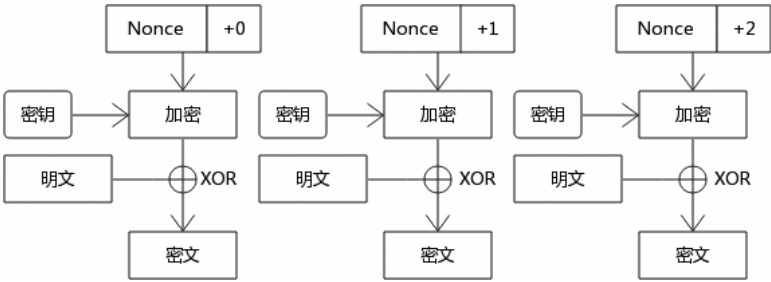 Nonce +0 Nonce +1 Nonce +2
密钥 加密 密钥 加密 密钥 加密
明文 XOR 明文 XOR 明文 XOR
密文 密文 密文